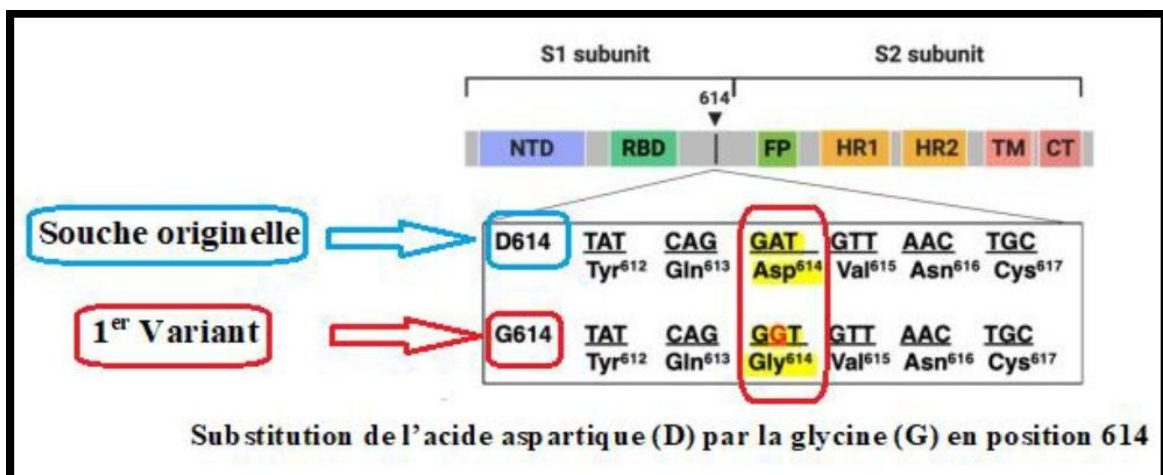 S1 subunit S2 subunit
614
NTD RBD FP HR1 HR2 TM CT
Souche originelle D614 TAT CAG GAT GTT AAC TGC
Tyr⁶¹² Gln⁶¹³ Asp⁶¹⁴ Val⁶¹⁵ Asn⁶¹⁶ Cys⁶¹⁷
1er Variant G614 TAT CAG GGT GTT AAC TGC
Tyr⁶¹² Gln⁶¹³ Gly⁶¹⁴ Val⁶¹⁵ Asn⁶¹⁶ Cys⁶¹⁷
Substitution de l'acide aspartique (D) par la glycine (G) en position 614